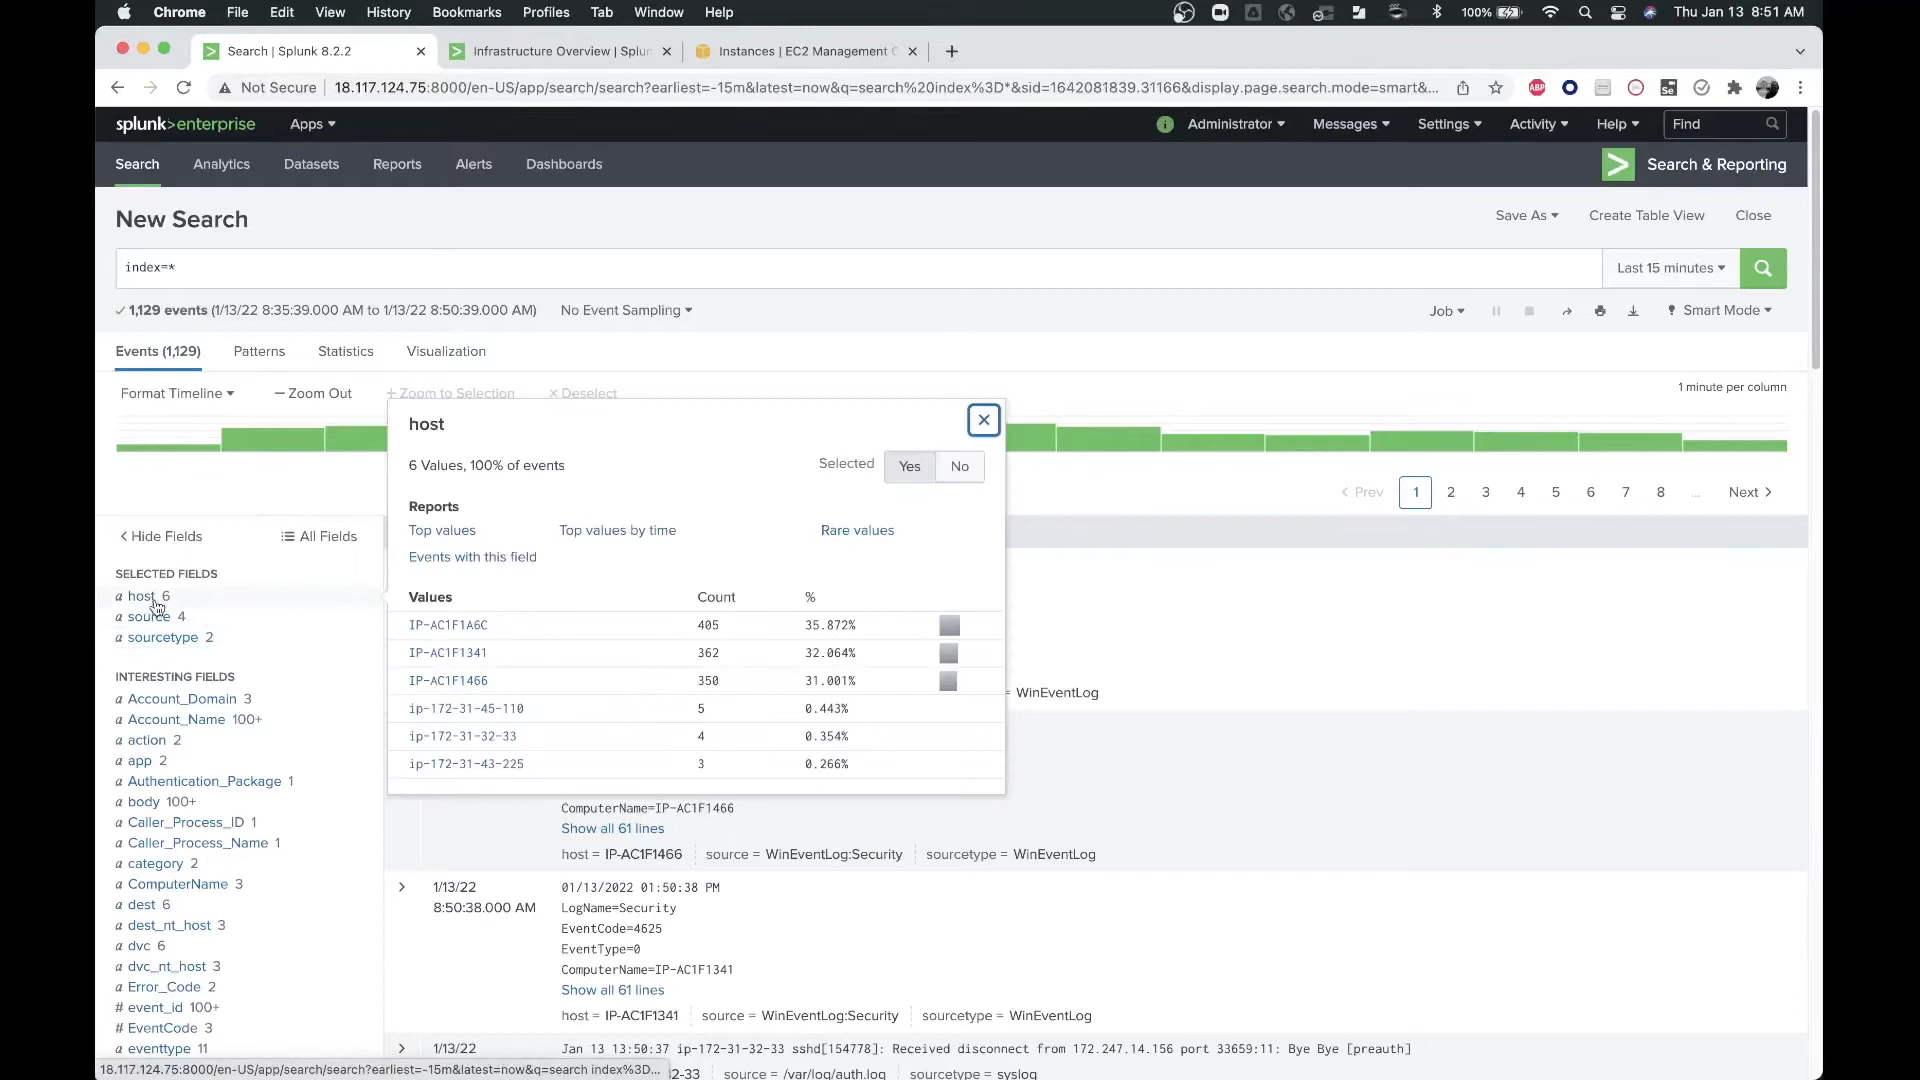 Chrome File Edit View History Bookmarks Profiles Tab Window Help 100% Thu Jan 13 8:51 AM
Search | Splunk 8.2.2 Infrastructure Overview | Splun Instances | EC2 Management C
Not Secure 18.117.124.75:8000/en-US/app/search/search?earliest=-15m&latest=now&q=search%20index%3D*&sid=1642081839.31166&display.page.search.mode=smart&... ABP Se
splunk>enterprise Apps i Administrator Messages Settings Activity Help Find
Search Analytics Datasets Reports Alerts Dashboards Search & Reporting
New Search Save As Create Table View Close
index=* Last 15 minutes
✓ 1,129 events (1/13/22 8:35:39.000 AM to 1/13/22 8:50:39.000 AM) No Event Sampling Job Smart Mode
Events (1,129) Patterns Statistics Visualization
Format Timeline — Zoom Out + Zoom to Selection × Deselect 1 minute per column
host
6 Values, 100% of events Selected Yes No
< Prev 1 2 3 4 5 6 7 8 ... Next >
Reports
Top values Top values by time Rare values
Events with this field
Values Count %
IP-AC1F1A6C 405 35.872%
IP-AC1F1341 362 32.064%
IP-AC1F1466 350 31.001%
ip-172-31-45-110 5 0.443%
ip-172-31-32-33 4 0.354%
ip-172-31-43-225 3 0.266%
< Hide Fields All Fields
SELECTED FIELDS
a host 6
a source 4
a sourcetype 2
INTERESTING FIELDS
a Account_Domain 3
a Account_Name 100+
a action 2
a app 2
a Authentication_Package 1
a body 100+
a Caller_Process_ID 1
a Caller_Process_Name 1
a category 2
a ComputerName 3
a dest 6
a dest_nt_host 3
a dvc 6
a dvc_nt_host 3
a Error_Code 2
# event_id 100+
# EventCode 3
a eventtype 11
= WinEventLog
ComputerName=IP-AC1F1466
Show all 61 lines
host = IP-AC1F1466 source = WinEventLog:Security sourcetype = WinEventLog
1/13/22 01/13/2022 01:50:38 PM
8:50:38.000 AM LogName=Security
EventCode=4625
EventType=0
ComputerName=IP-AC1F1341
Show all 61 lines
host = IP-AC1F1341 source = WinEventLog:Security sourcetype = WinEventLog
1/13/22 Jan 13 13:50:37 ip-172-31-32-33 sshd[154778]: Received disconnect from 172.247.14.156 port 33659:11: Bye Bye [preauth]
18.117.124.75:8000/en-US/app/search/search?earliest=-15m&latest=now&q=search index%3D... 2-33 source = /var/log/auth.log sourcetype = syslog